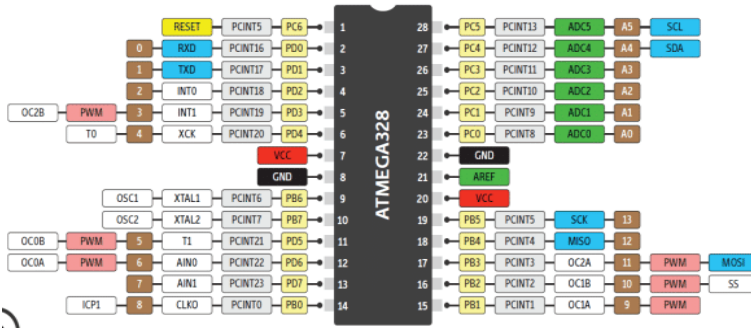 RESET PCINT5 PC6 1 28 PC5 PCINT13 ADC5 A5 SCL
0 RXD PCINT16 PD0 2 27 PC4 PCINT12 ADC4 A4 SDA
1 TXD PCINT17 PD1 3 26 PC3 PCINT11 ADC3 A3
2 INT0 PCINT18 PD2 4 25 PC2 PCINT10 ADC2 A2
OC2B PWM 3 INT1 PCINT19 PD3 5 24 PC1 PCINT9 ADC1 A1
T0 4 XCK PCINT20 PD4 6 23 PC0 PCINT8 ADC0 A0
VCC 7 22 GND
GND 8 21 AREF
OSC1 XTAL1 PCINT6 PB6 9 20 VCC
OSC2 XTAL2 PCINT7 PB7 10 19 PB5 PCINT5 SCK 13
OC0B PWM 5 T1 PCINT21 PD5 11 18 PB4 PCINT4 MISO 12
OC0A PWM 6 AIN0 PCINT22 PD6 12 17 PB3 PCINT3 OC2A 11 PWM MOSI
7 AIN1 PCINT23 PD7 13 16 PB2 PCINT2 OC1B 10 PWM SS
ICP1 8 CLKO PCINT0 PB0 14 15 PB1 PCINT1 OC1A 9 PWM
ATMEGA328